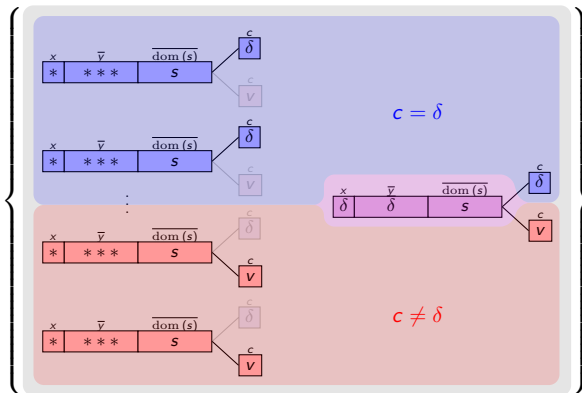 c
x ȳ dom (s) δ
* * * * s c
v
c = δ
c
x ȳ dom (s) δ
* * * * s c
v
⋮
c
x ȳ dom (s) δ
δ δ s c
v
c
x ȳ dom (s) δ
* * * * s c
v
c ≠ δ
c
x ȳ dom (s) δ
* * * * s c
v